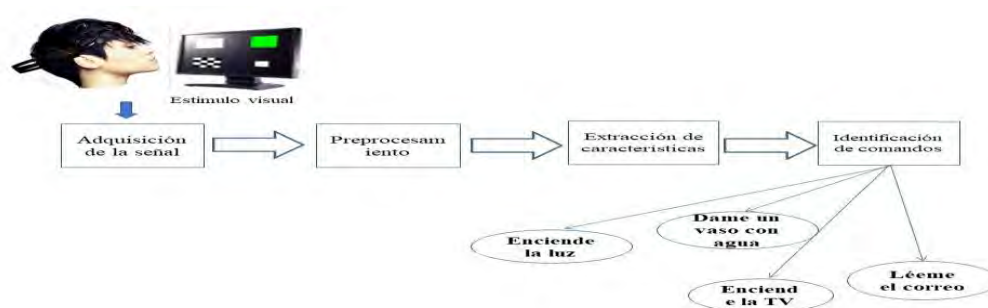 Estímulo visual
Adquisición
de la señal
Preprocesam
iento
Extracción de
características
Identificación
de comandos
Enciende
la luz
Dame un
vaso con
agua
Enciend
e la TV
Léeme
el correo